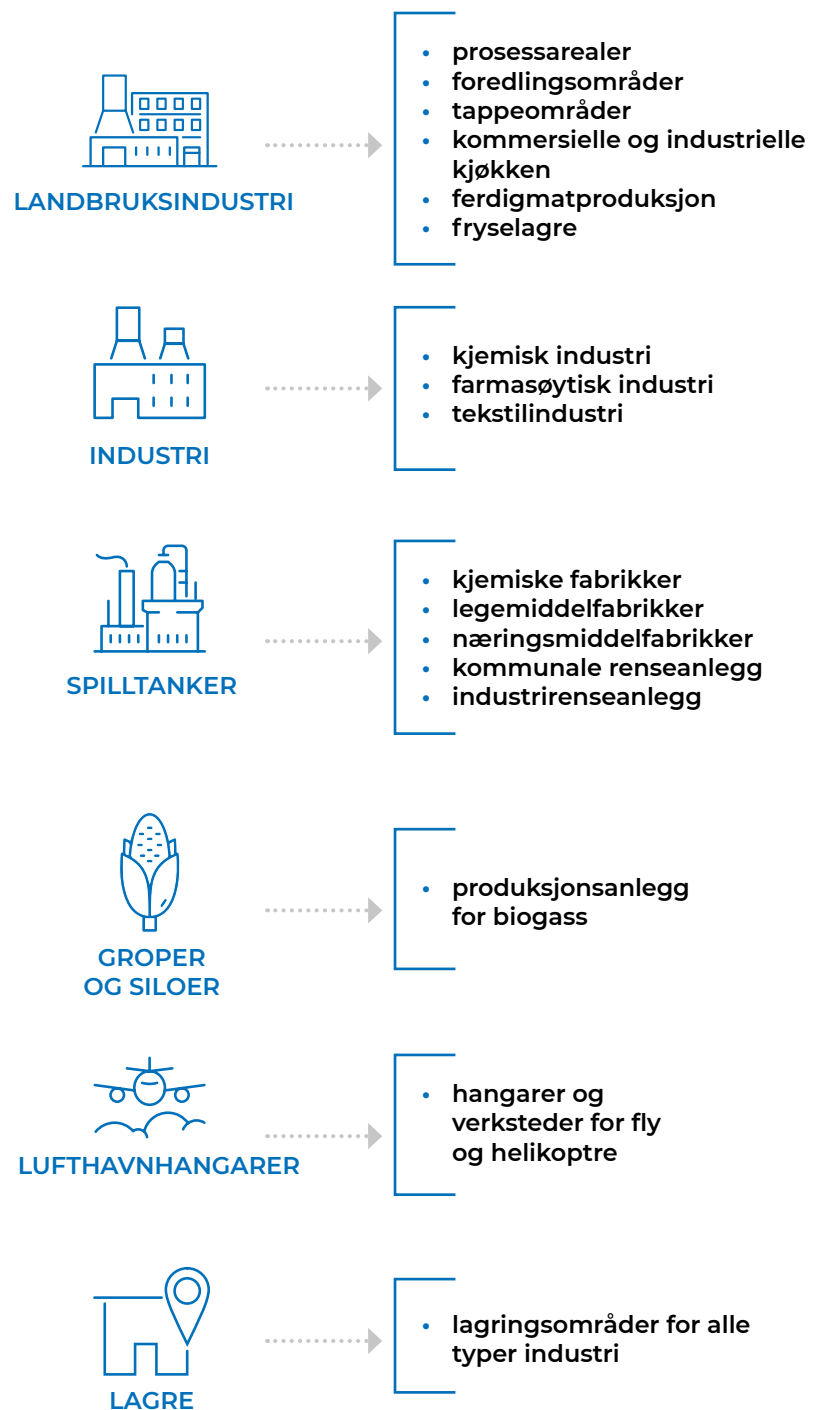 LANDBRUKSINDUSTRI
• prosessarealer
• foredlingsområder
• tappeområder
• kommersielle og industrielle
kjøkken
• ferdigmatproduksjon
• fryselagre
INDUSTRI
• kjemisk industri
• farmasøytisk industri
• tekstilindustri
SPILLTANKER
• kjemiske fabrikker
• legemiddelfabrikker
• næringsmiddelfabrikker
• kommunale renseanlegg
• industrirenseanlegg
GROPER
OG SILOER
• produksjonsanlegg
for biogass
LUFTHAVNHANGARER
• hangarer og
verksteder for fly
og helikoptre
LAGRE
• lagringsområder for alle
typer industri